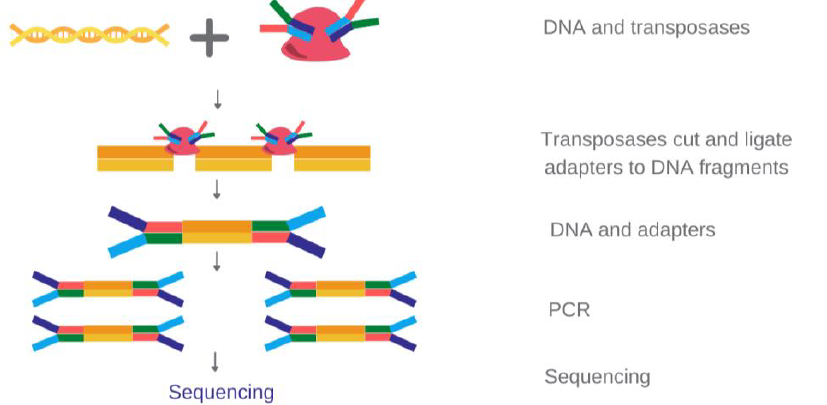 DNA and transposases
Transposases cut and ligate
adapters to DNA fragments
DNA and adapters
PCR
Sequencing
Sequencing